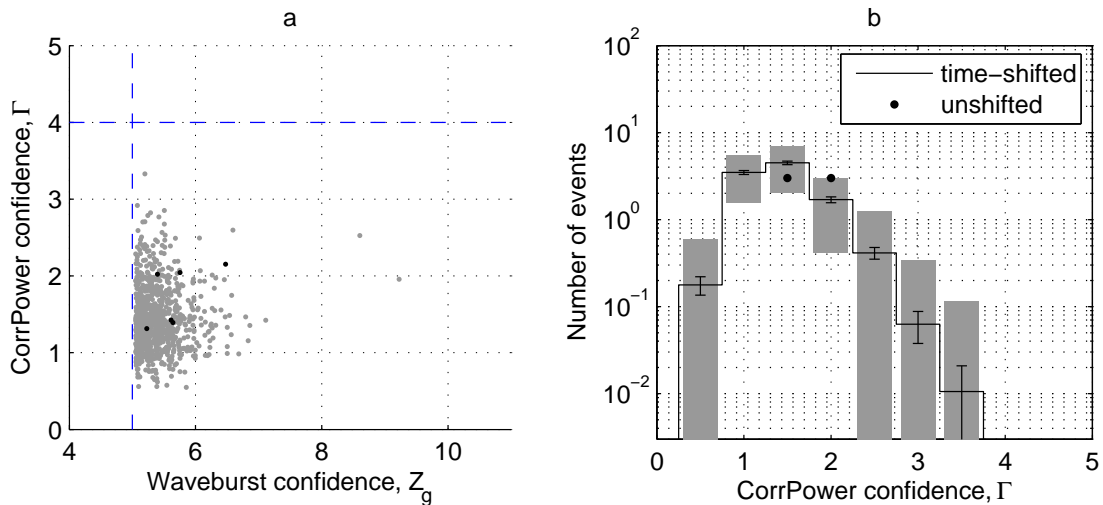 a
5
4
3
2
1
0
4
6
8
10
CorrPower confidence, Γ
Waveburst confidence, Z_g
b
10^2
10^1
10^0
10^−1
10^−2
0
1
2
3
4
5
Number of events
CorrPower confidence, Γ
time−shifted
unshifted